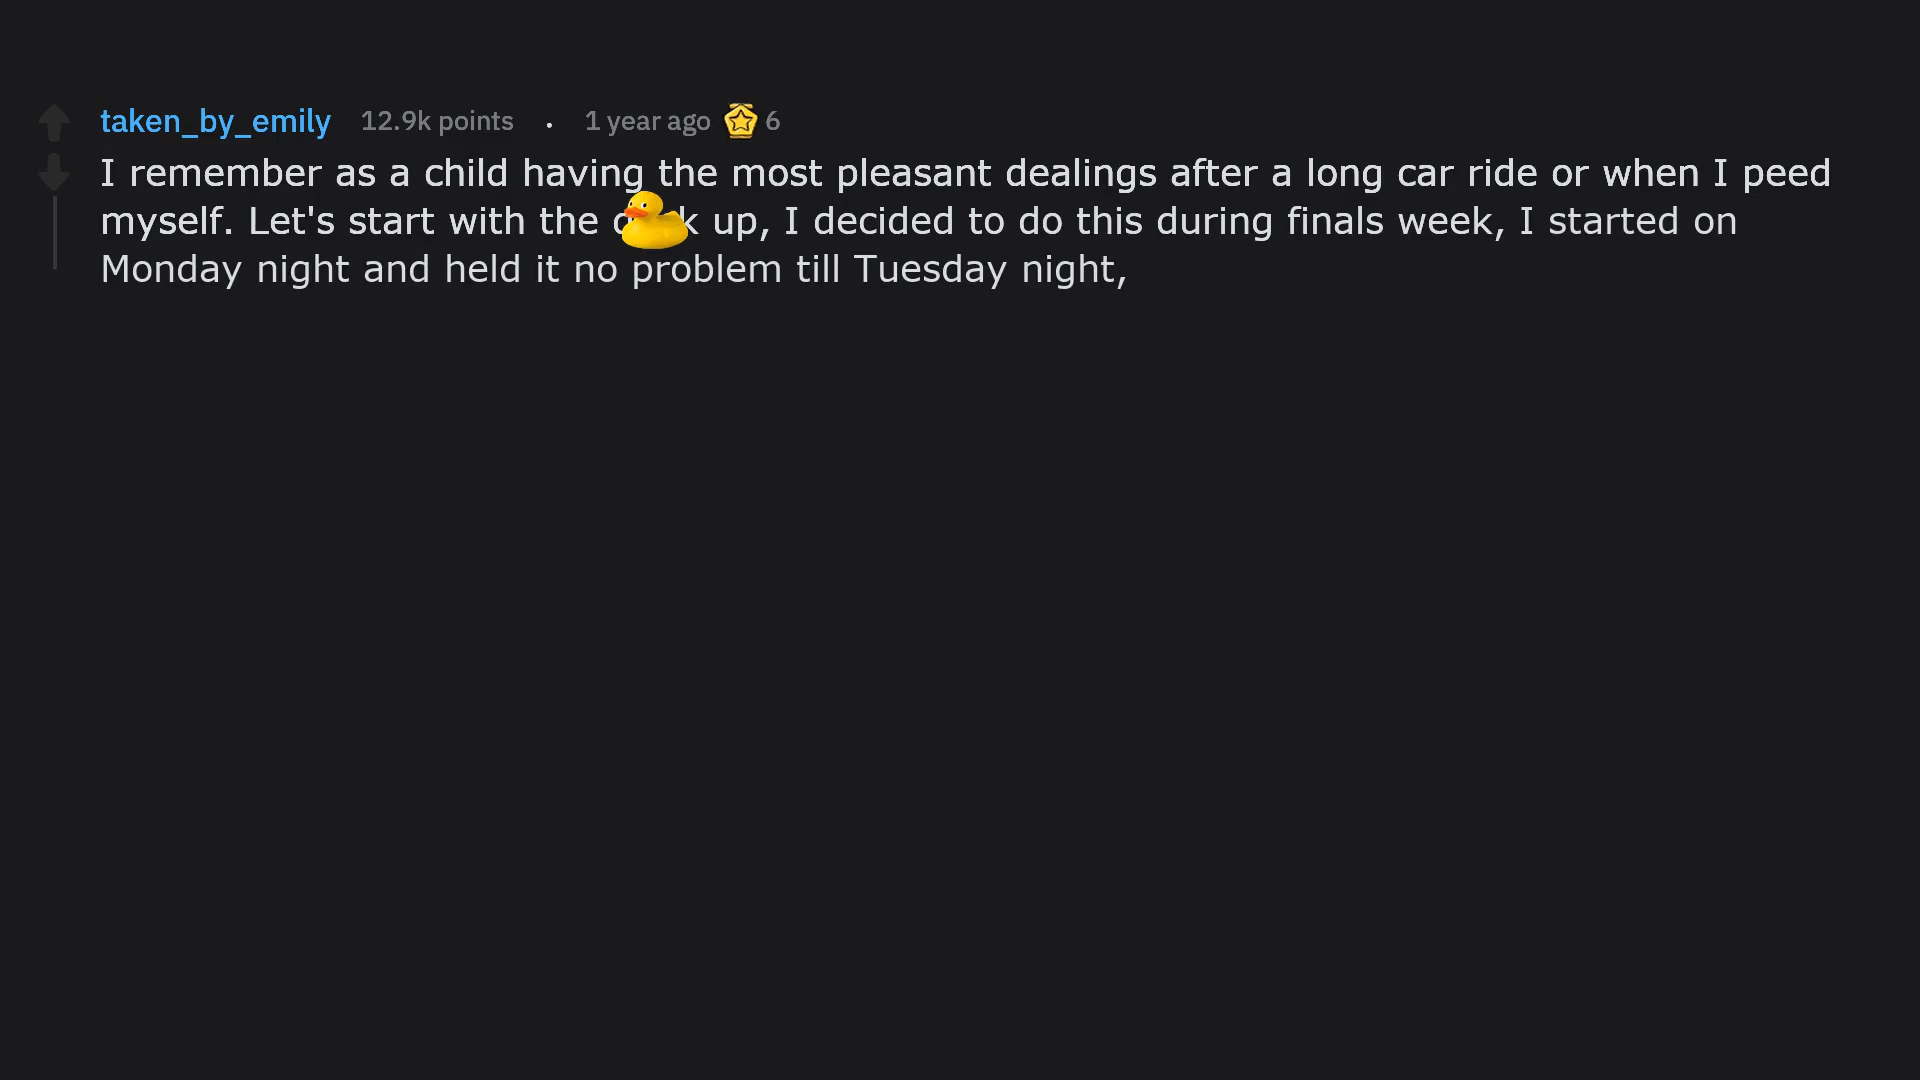 taken_by_emily 12.9k points . 1 year ago 6
I remember as a child having the most pleasant dealings after a long car ride or when I peed
myself. Let's start with the up, I decided to do this during finals week, I started on
Monday night and held it no problem till Tuesday night,